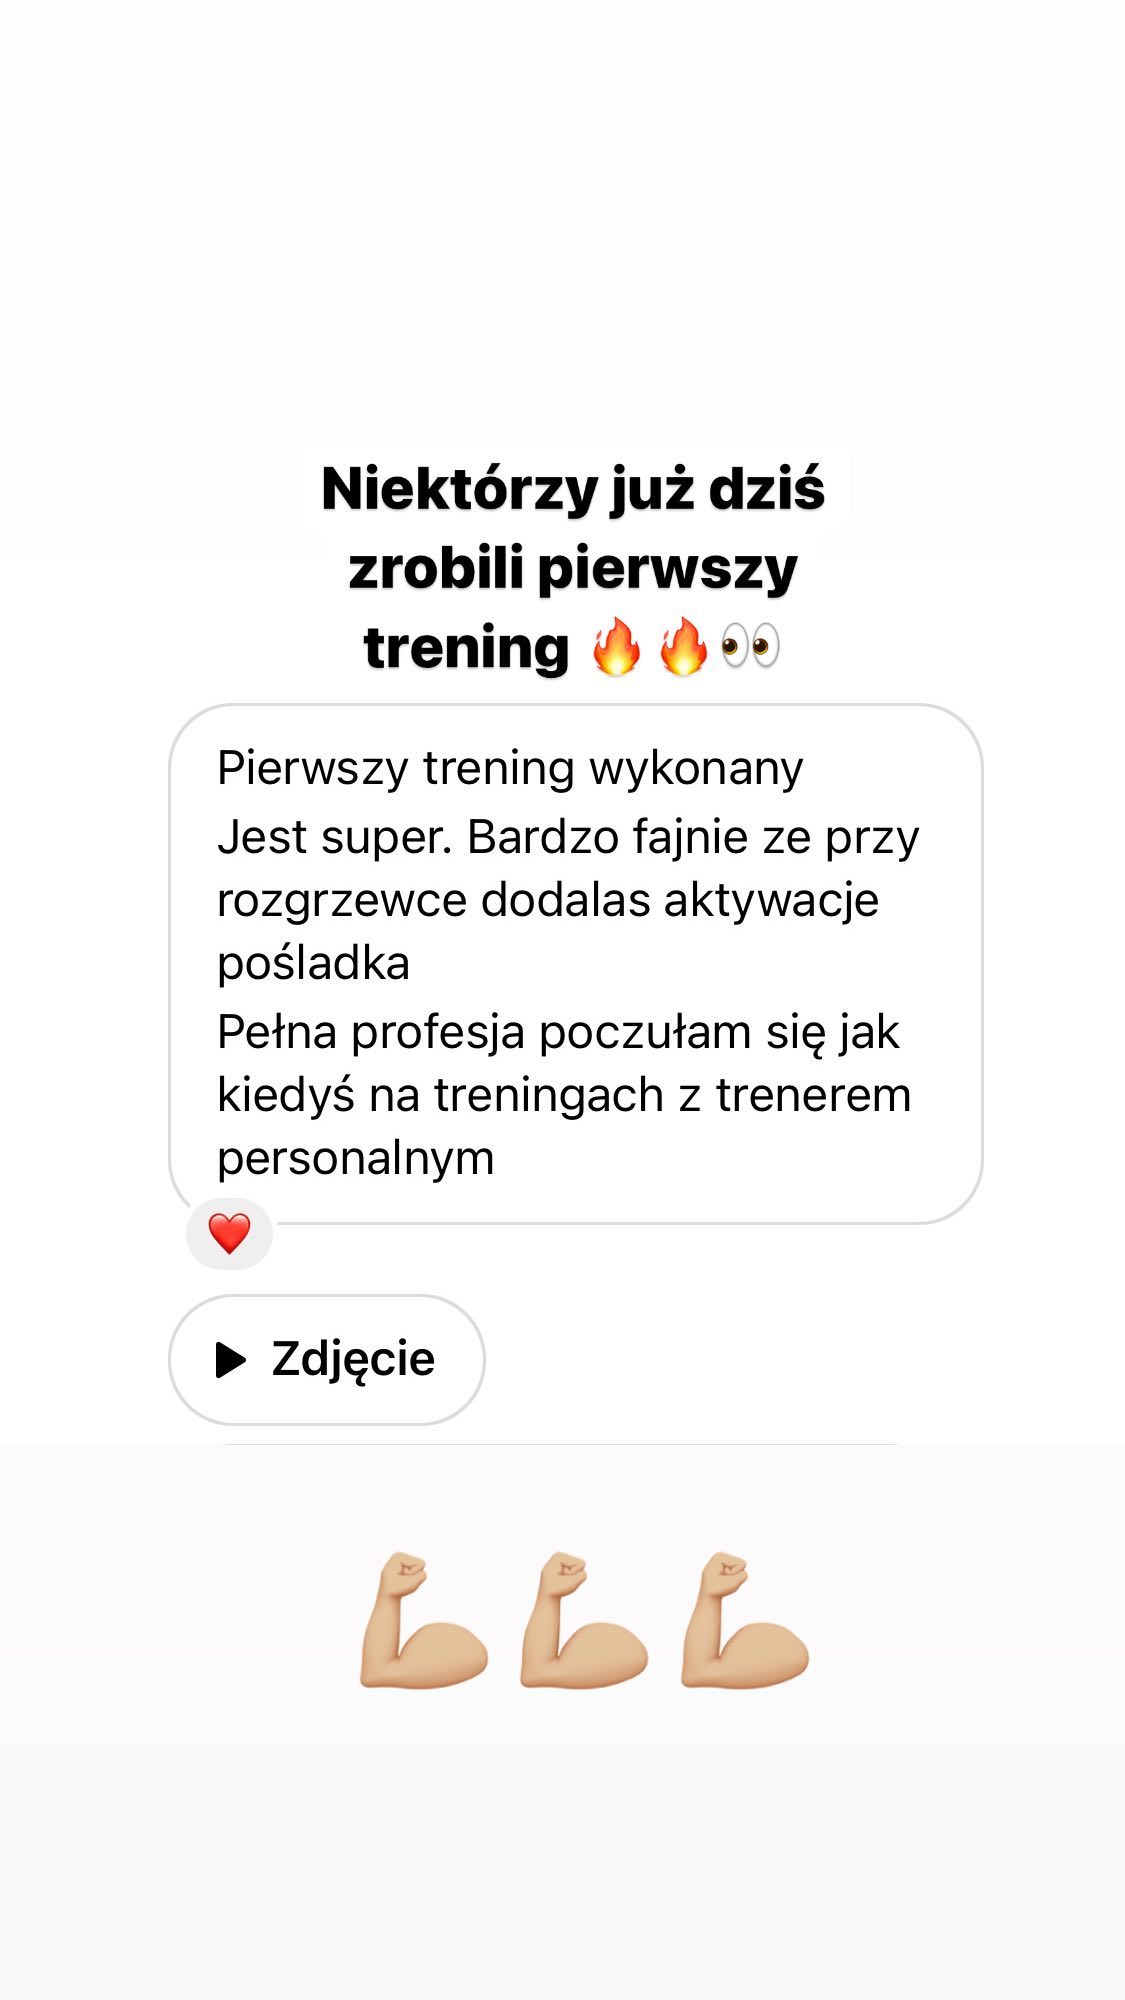 Niektórzy już dziś
zrobili pierwszy
trening 🔥🔥👀
Pierwszy trening wykonany
Jest super. Bardzo fajnie ze przy
rozgrzewce dodalas aktywacje
pośladka
Pełna profesja poczułam się jak
kiedyś na treningach z trenerem
personalnym
❤️
Zdjęcie
💪🏼💪🏼💪🏼